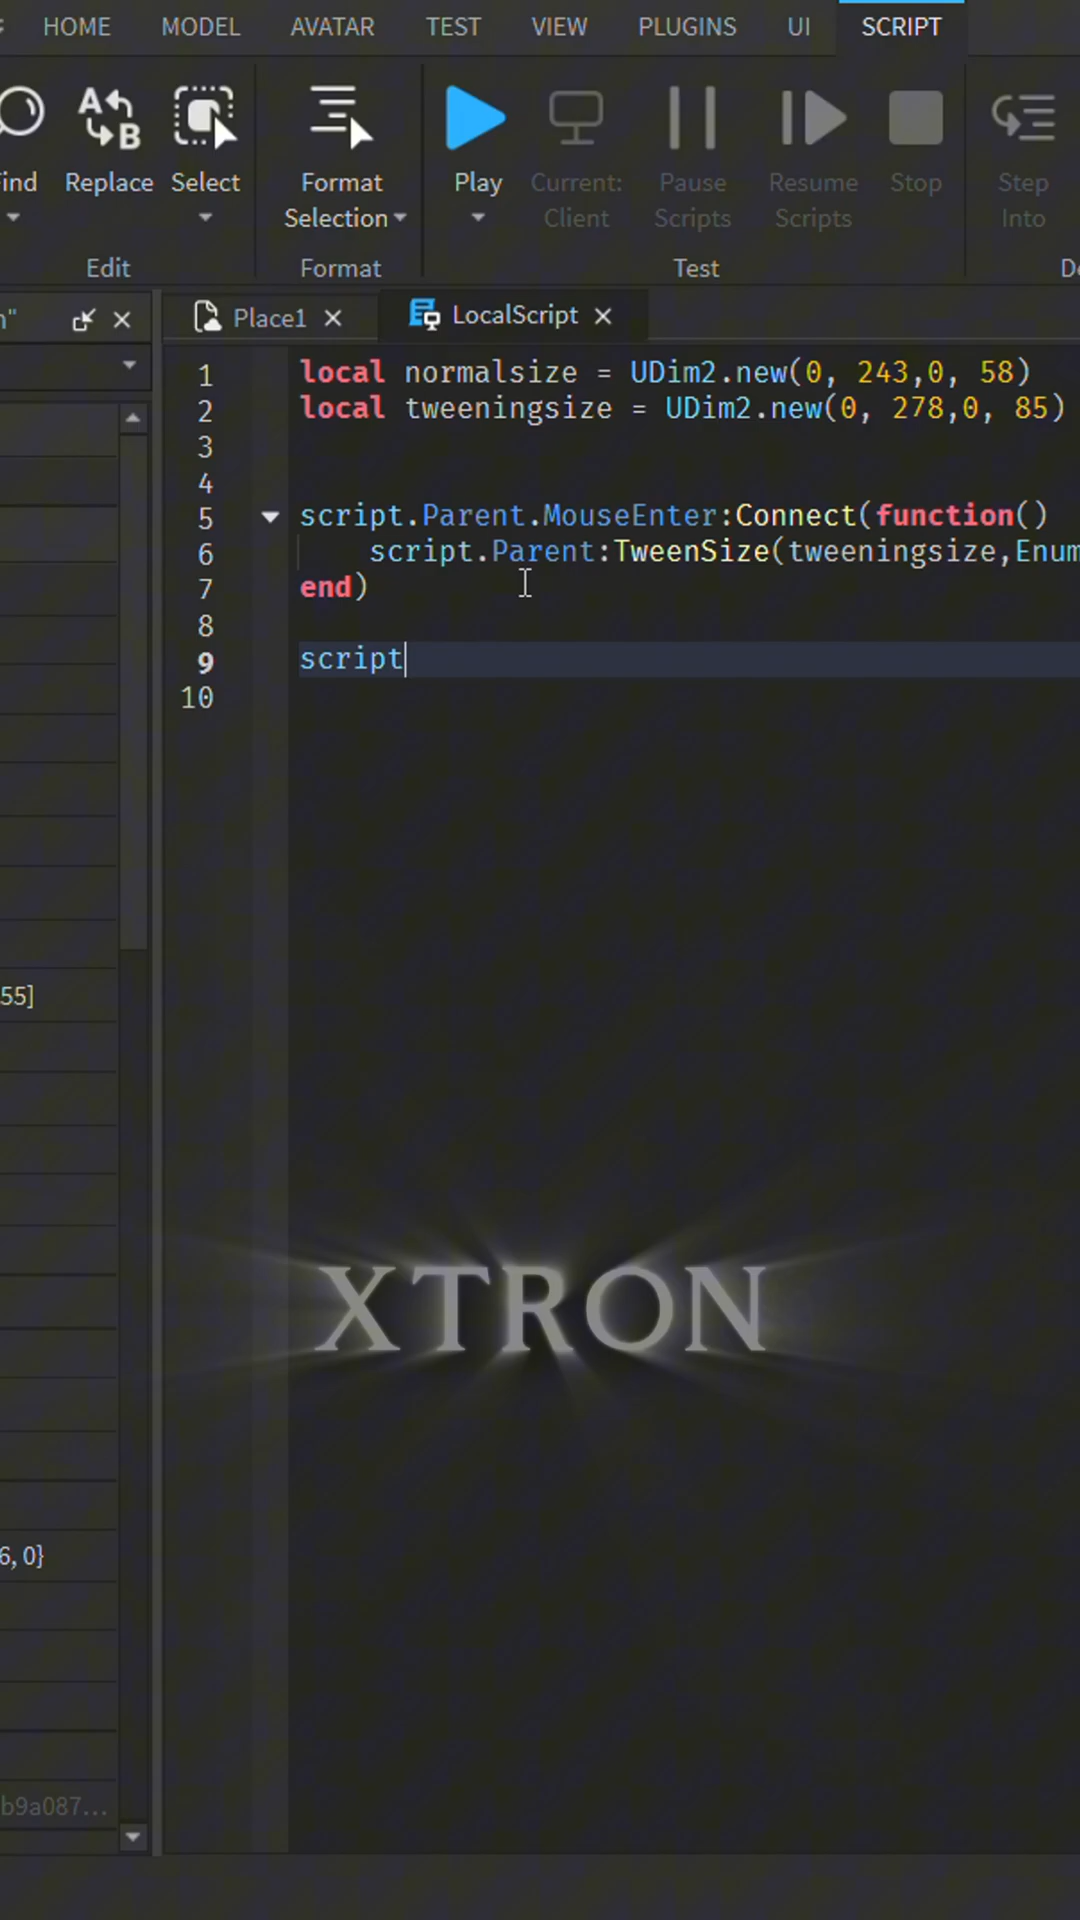 HOME MODEL AVATAR TEST VIEW PLUGINS UI SCRIPT
Replace Select Format Selection Play Current: Client Pause Scripts Resume Scripts Stop Step Into
Edit Format Test
Place1 LocalScript
1 local normalsize = UDim2.new(0, 243,0, 58)
2 local tweeningsize = UDim2.new(0, 278,0, 85)
3
4
5 script.Parent.MouseEnter:Connect(function()
6 script.Parent:TweenSize(tweeningsize,Enum
7 end)
8
9 script
10
55]
XTRON
6, 0}
b9a087...